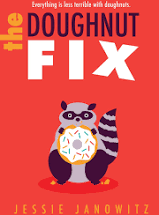 Everything is less terrible with doughnuts.
the DOUGHNUT
FIX
JESSIE JANOWITZ